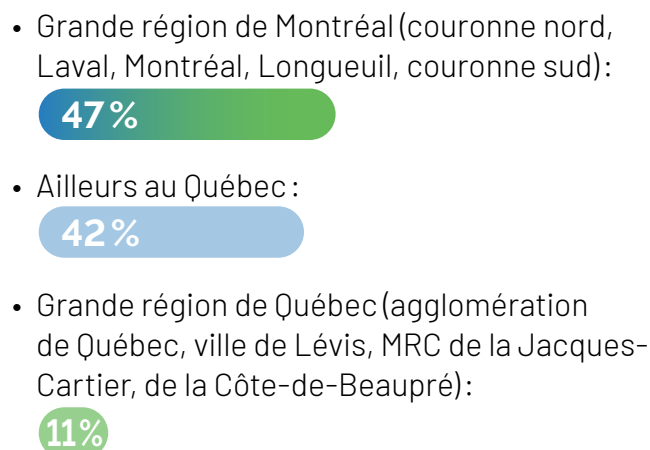 • Grande région de Montréal (couronne nord,
Laval, Montréal, Longueuil, couronne sud) :
47 %
• Ailleurs au Québec :
42 %
• Grande région de Québec (agglomération
de Québec, ville de Lévis, MRC de la Jacques-
Cartier, de la Côte-de-Beaupré) :
11%